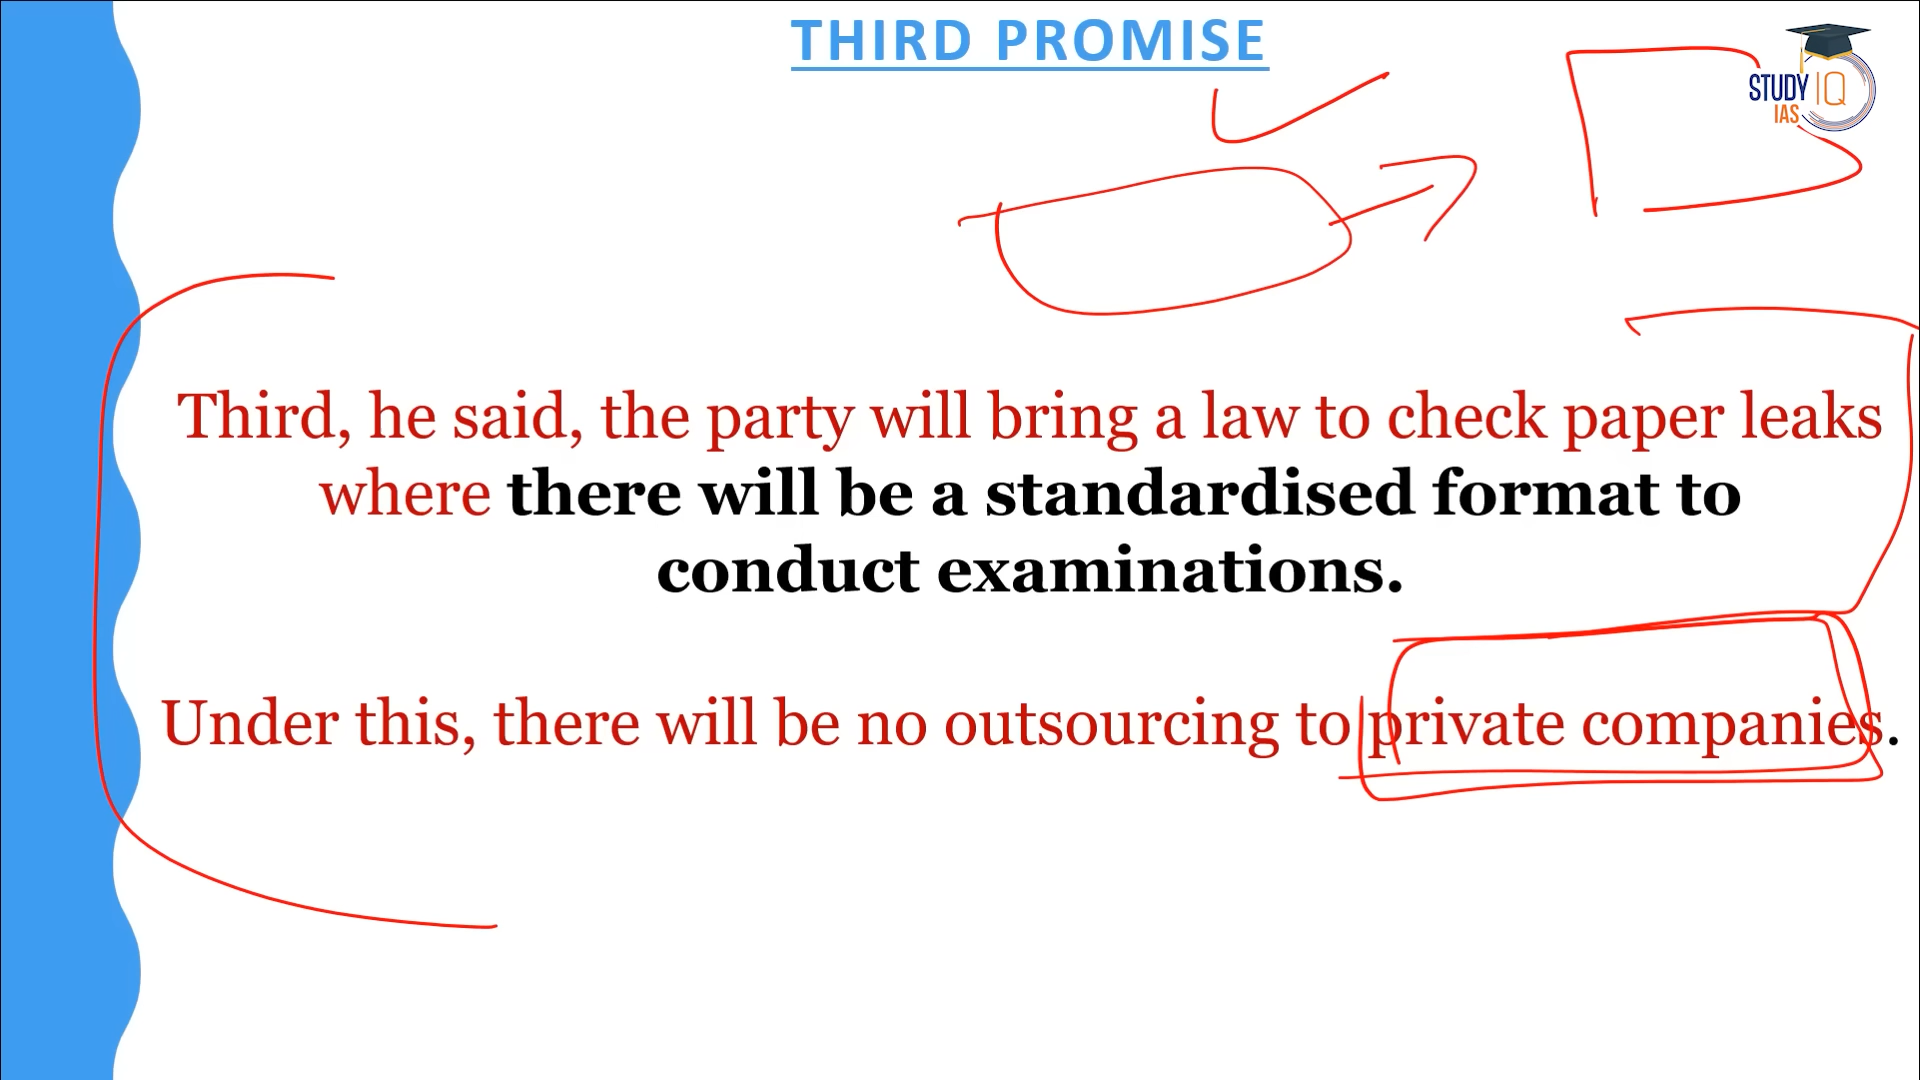 THIRD PROMISE
STUDY IQ
IAS
Third, he said, the party will bring a law to check paper leaks
where there will be a standardised format to
conduct examinations.
Under this, there will be no outsourcing to private companies.